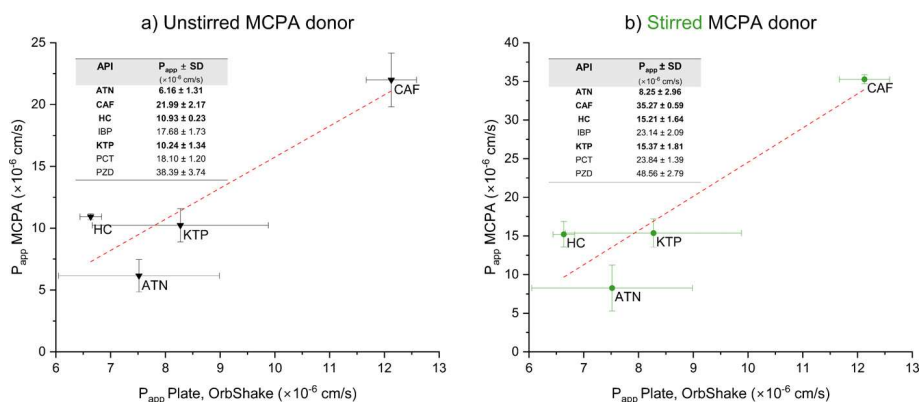 a) Unstirred MCPA donor
25
20
15
10
5
0
P_app MCPA (×10⁻⁶ cm/s)
API P_app ± SD
(×10⁻⁶ cm/s)
ATN 6.16 ± 1.31
CAF 21.99 ± 2.17
HC 10.93 ± 0.23
IBP 17.68 ± 1.73
KTP 10.24 ± 1.34
PCT 18.10 ± 1.20
PZD 38.39 ± 3.74
CAF
HC
KTP
ATN
6 7 8 9 10 11 12 13
P_app Plate, OrbShake (×10⁻⁶ cm/s)
b) Stirred MCPA donor
40
35
30
25
20
15
10
5
0
P_app MCPA (×10⁻⁶ cm/s)
API P_app ± SD
(×10⁻⁶ cm/s)
ATN 8.25 ± 2.96
CAF 35.27 ± 0.59
HC 15.21 ± 1.64
IBP 23.14 ± 2.09
KTP 15.37 ± 1.81
PCT 23.84 ± 1.39
PZD 48.56 ± 2.79
CAF
HC
KTP
ATN
6 7 8 9 10 11 12 13
P_app Plate, OrbShake (×10⁻⁶ cm/s)